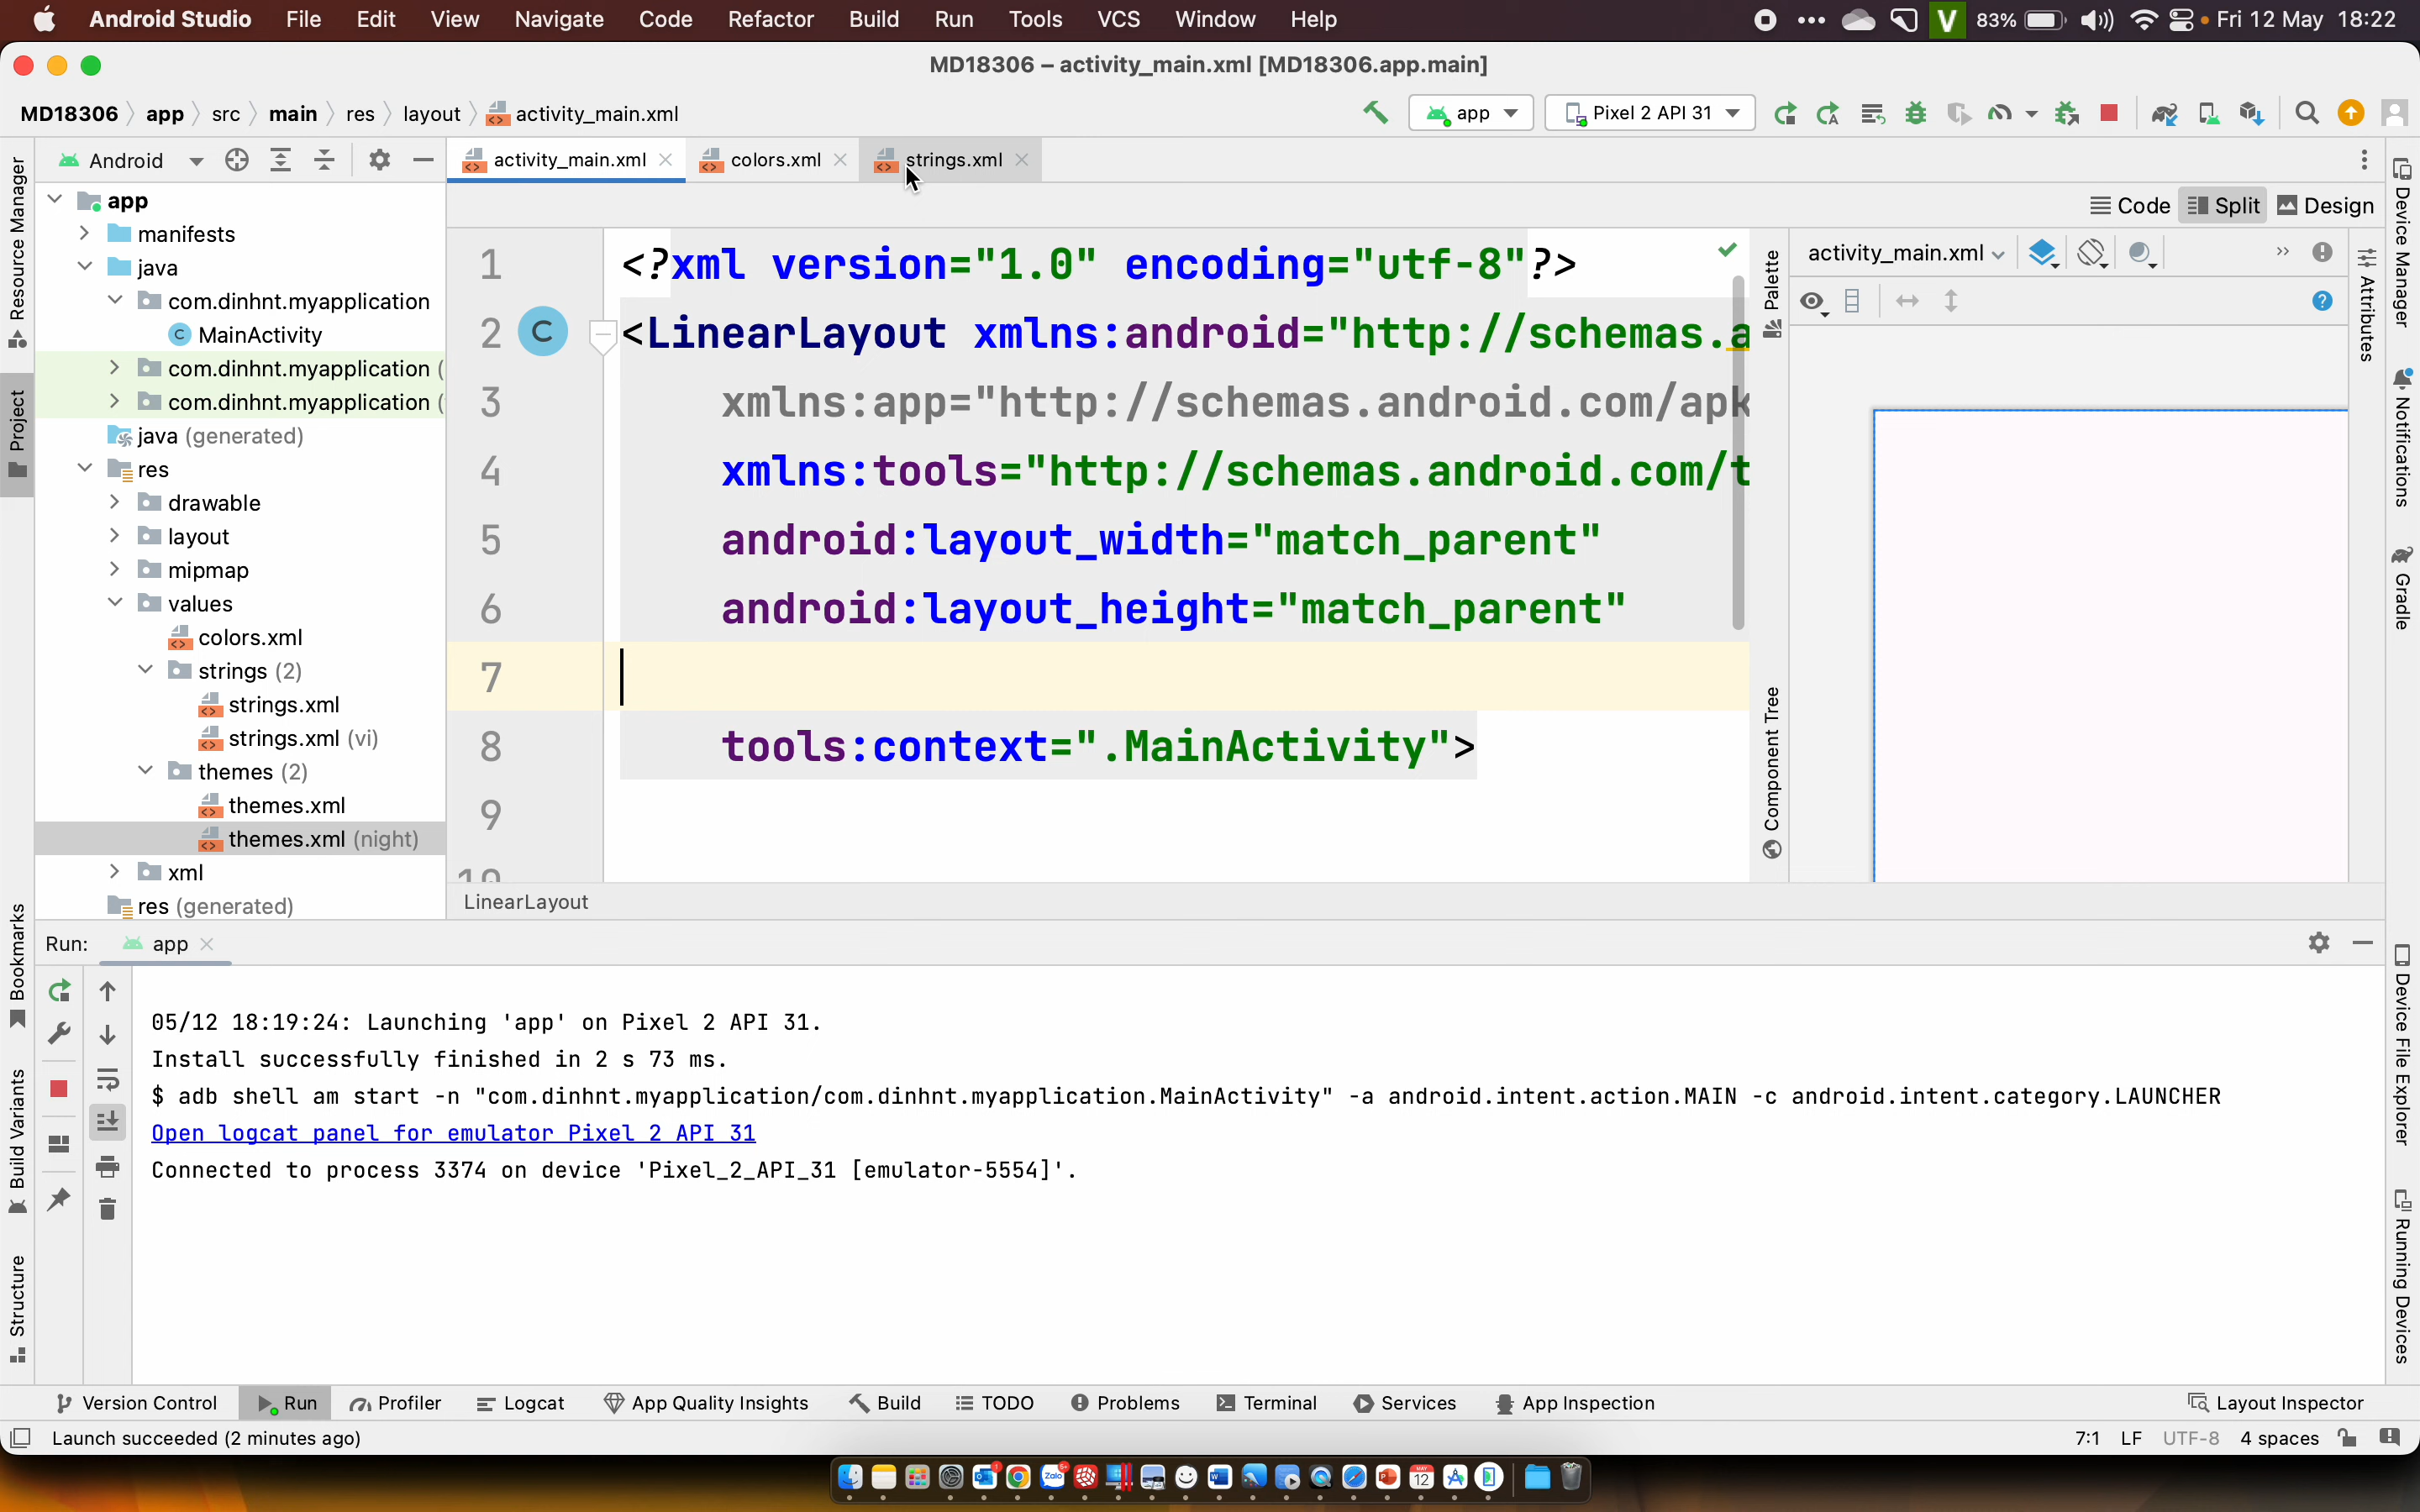 Android Studio File Edit View Navigate Code Refactor Build Run Tools VCS Window Help 83% Fri 12 May 18:22
MD18306 – activity_main.xml [MD18306.app.main]
MD18306 app src main res layout activity_main.xml app Pixel 2 API 31
Android activity_main.xml colors.xml strings.xml
Code Split Design
app
manifests
java
com.dinhnt.myapplication
MainActivity
com.dinhnt.myapplication (
com.dinhnt.myapplication (
java (generated)
res
drawable
layout
mipmap
values
colors.xml
strings (2)
strings.xml
strings.xml (vi)
themes (2)
themes.xml
themes.xml (night)
xml
res (generated)
1 <?xml version="1.0" encoding="utf-8"?>
2 <LinearLayout xmlns:android="http://schemas.a
3 xmlns:app="http://schemas.android.com/apk
4 xmlns:tools="http://schemas.android.com/t
5 android:layout_width="match_parent"
6 android:layout_height="match_parent"
7
8 tools:context=".MainActivity">
9
10
LinearLayout
activity_main.xml
Palette
Component Tree
Attributes
Resource Manager
Project
Bookmarks
Build Variants
Structure
Device Manager
Notifications
Gradle
Device File Explorer
Running Devices
Run: app
05/12 18:19:24: Launching 'app' on Pixel 2 API 31.
Install successfully finished in 2 s 73 ms.
$ adb shell am start -n "com.dinhnt.myapplication/com.dinhnt.myapplication.MainActivity" -a android.intent.action.MAIN -c android.intent.category.LAUNCHER
Open logcat panel for emulator Pixel 2 API 31
Connected to process 3374 on device 'Pixel_2_API_31 [emulator-5554]'.
Version Control Run Profiler Logcat App Quality Insights Build TODO Problems Terminal Services App Inspection Layout Inspector
Launch succeeded (2 minutes ago) 7:1 LF UTF-8 4 spaces